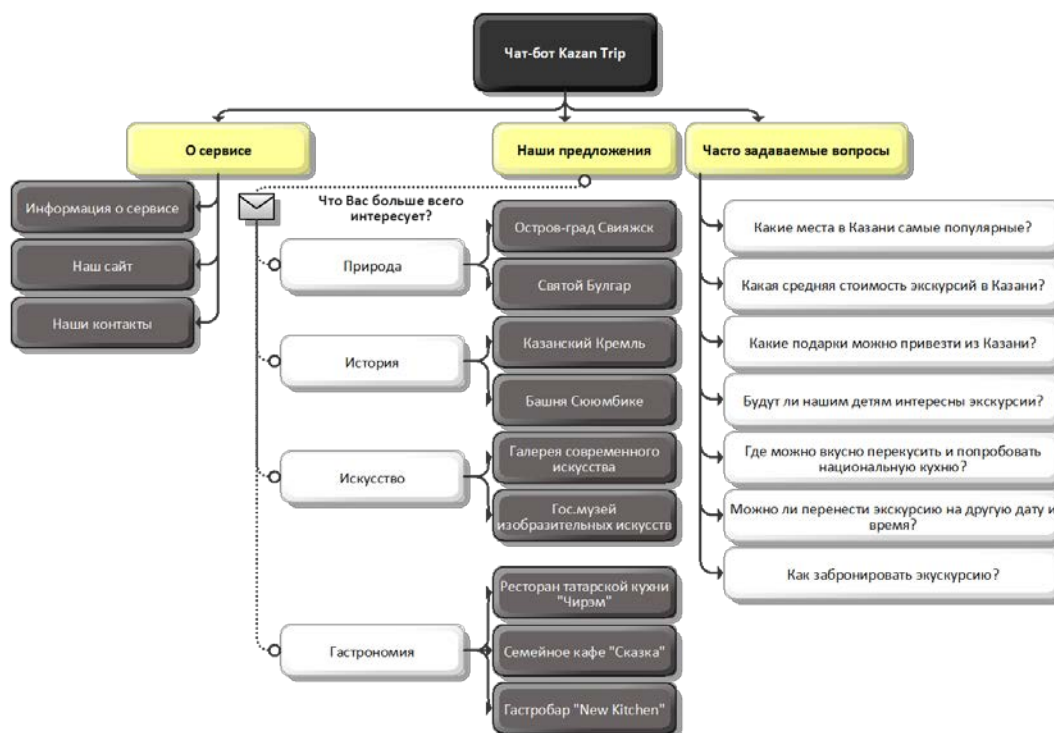 Чат-бот Kazan Trip
О сервисе
Наши предложения
Часто задаваемые вопросы
Информация о сервисе
Наш сайт
Наши контакты
Что Вас больше всего
интересует?
Природа
Остров-град Свияжск
Святой Булгар
История
Казанский Кремль
Башня Сююмбике
Искусство
Галерея современного
искусства
Гос.музей
изобразительных искусств
Гастрономия
Ресторан татарской кухни
"Чирэм"
Семейное кафе "Сказка"
Гастробар "New Kitchen"
Какие места в Казани самые популярные?
Какая средняя стоимость экскурсий в Казани?
Какие подарки можно привезти из Казани?
Будут ли нашим детям интересны экскурсии?
Где можно вкусно перекусить и попробовать
национальную кухню?
Можно ли перенести экскурсию на другую дату и
время?
Как забронировать экускурсию?